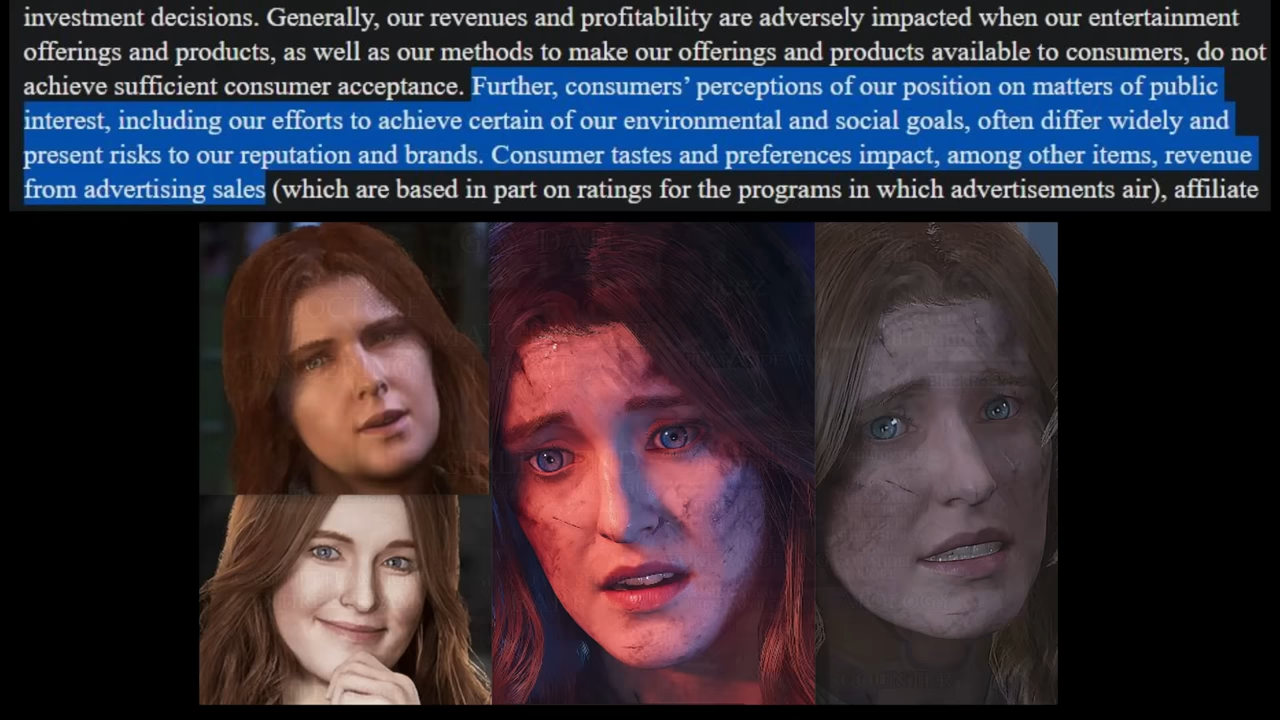 investment decisions. Generally, our revenues and profitability are adversely impacted when our entertainment
offerings and products, as well as our methods to make our offerings and products available to consumers, do not
achieve sufficient consumer acceptance. Further, consumers’ perceptions of our position on matters of public
interest, including our efforts to achieve certain of our environmental and social goals, often differ widely and
present risks to our reputation and brands. Consumer tastes and preferences impact, among other items, revenue
from advertising sales (which are based in part on ratings for the programs in which advertisements air), affiliate